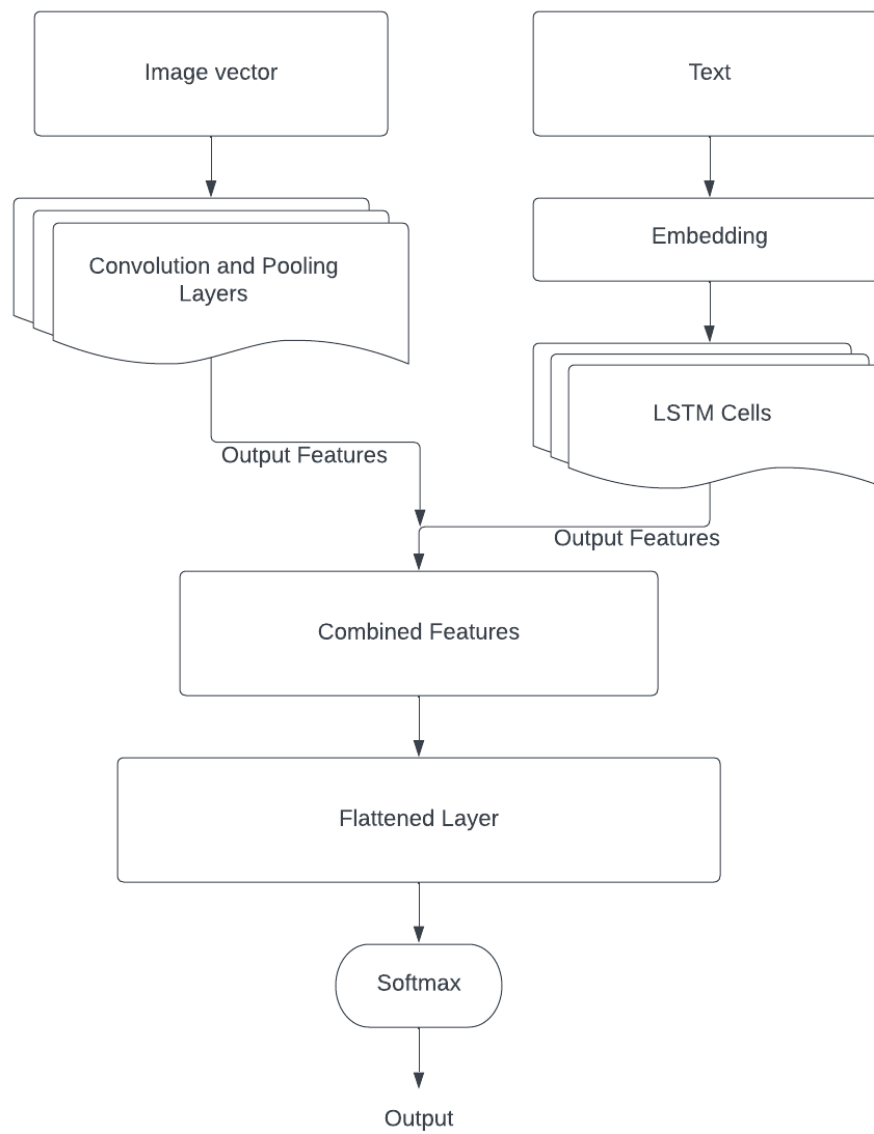 Image vector
Text
Convolution and Pooling
Layers
Embedding
LSTM Cells
Output Features
Output Features
Combined Features
Flattened Layer
Softmax
Output